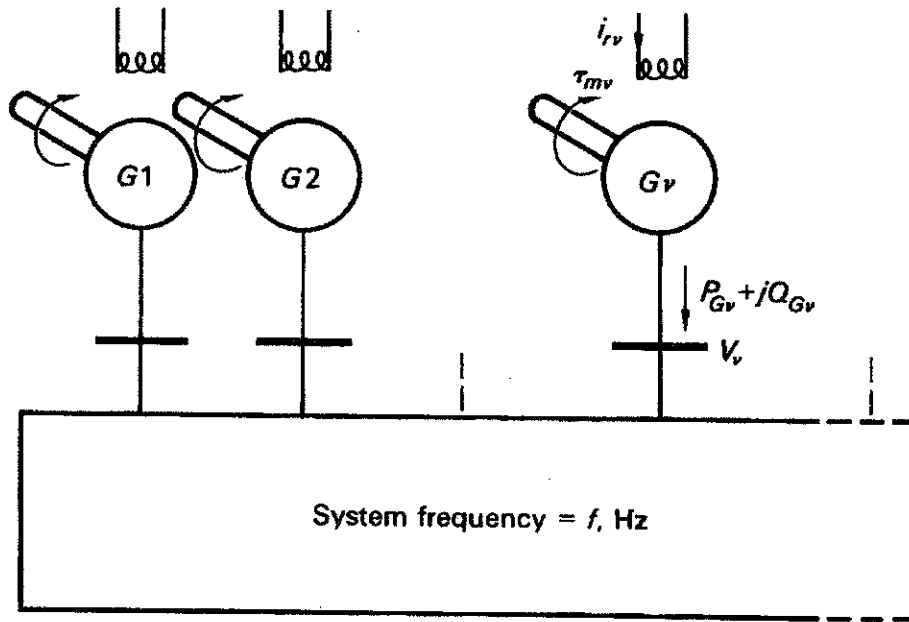 i_rν
τ_mν
G1
G2
Gν
P_Gν + jQ_Gν
V_ν
System frequency = f, Hz